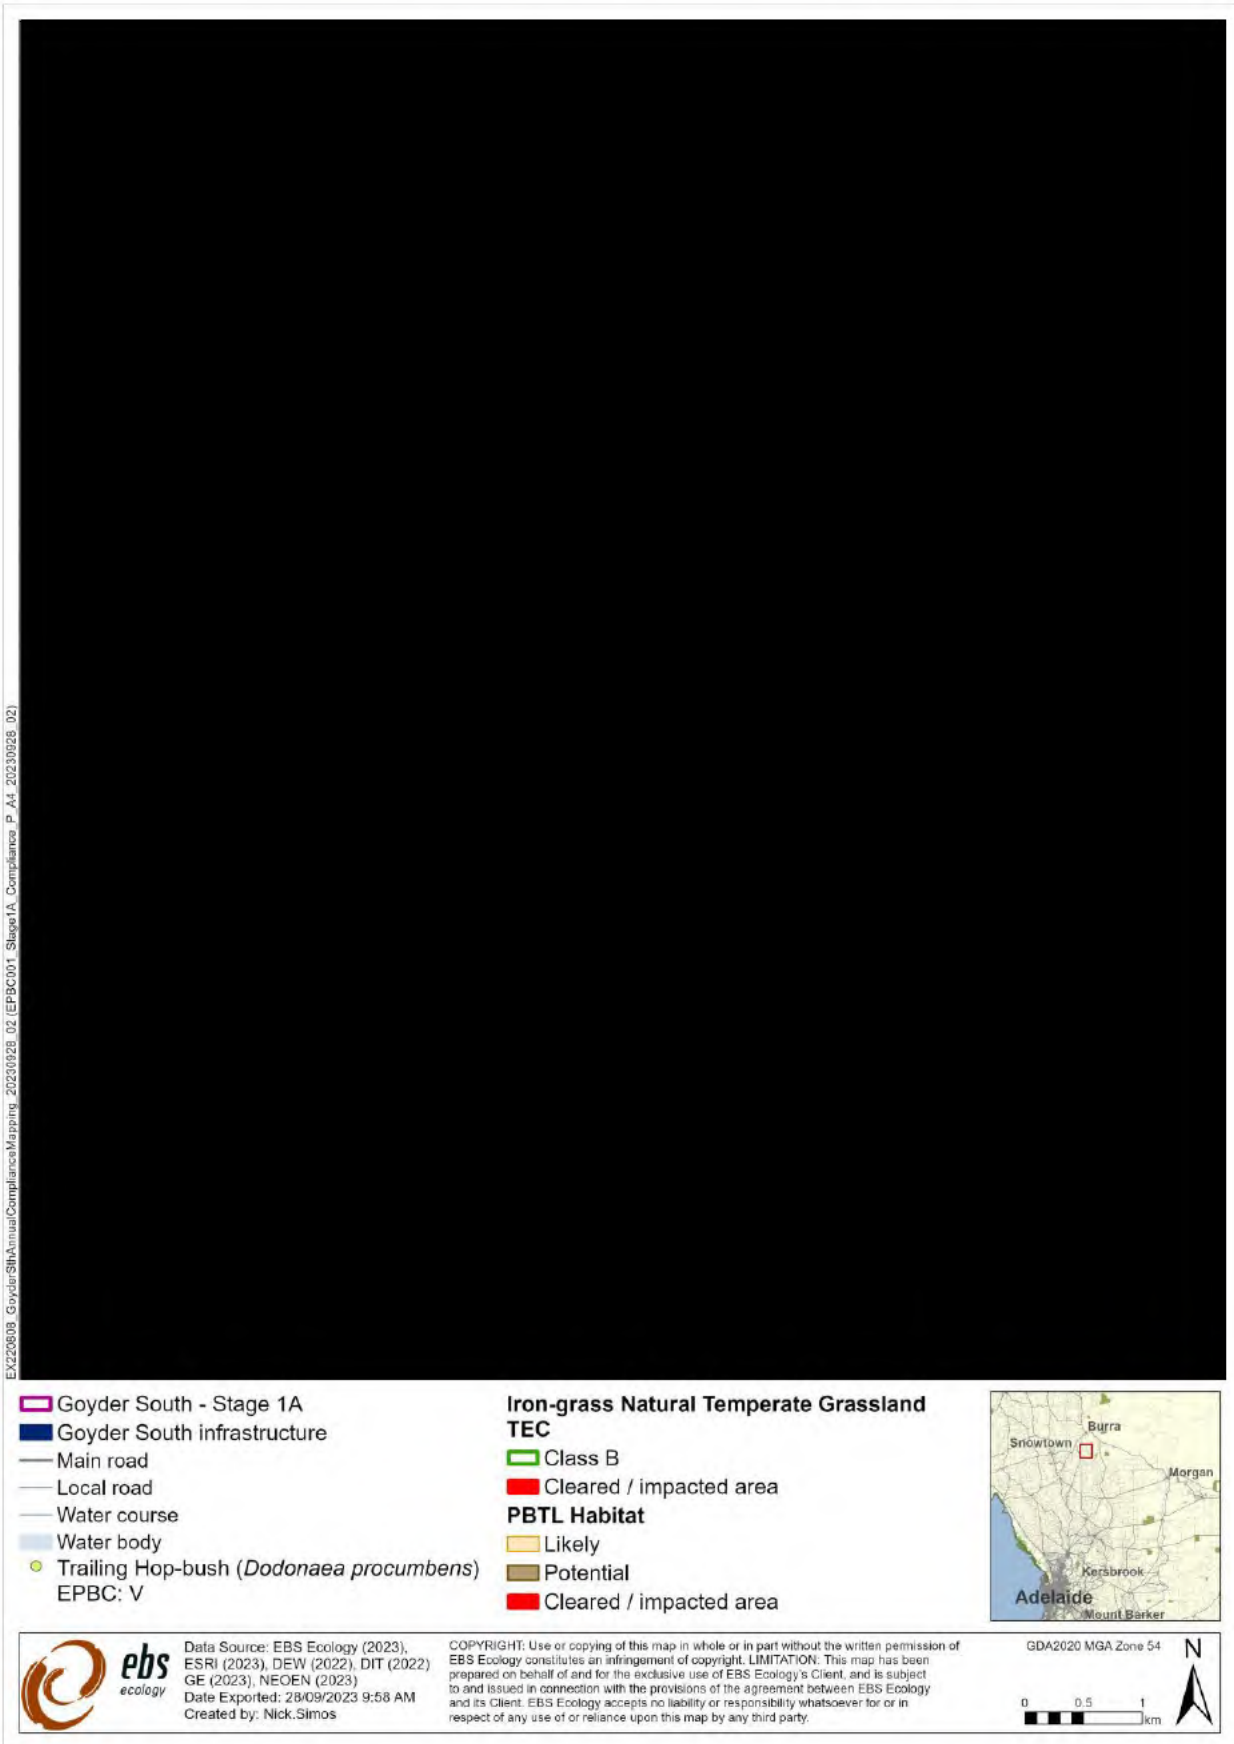 EX220608_GoyderSthAnnualComplianceMapping_20230928_02 (EPBC001_Stage1A_Compliance_P_A4_20230928_02)
Goyder South - Stage 1A
Goyder South infrastructure
Main road
Local road
Water course
Water body
Trailing Hop-bush (Dodonaea procumbens)
EPBC: V
Iron-grass Natural Temperate Grassland
TEC
Class B
Cleared / impacted area
PBTL Habitat
Likely
Potential
Cleared / impacted area
Burra
Snowtown
Morgan
Kersbrook
Adelaide
Mount Barker
ebs
ecology
Data Source: EBS Ecology (2023),
ESRI (2023), DEW (2022), DIT (2022)
GE (2023), NEOEN (2023)
Date Exported: 28/09/2023 9:58 AM
Created by: Nick.Simos
COPYRIGHT: Use or copying of this map in whole or in part without the written permission of
EBS Ecology constitutes an infringement of copyright. LIMITATION: This map has been
prepared on behalf of and for the exclusive use of EBS Ecology's Client, and is subject
to and issued in connection with the provisions of the agreement between EBS Ecology
and its Client. EBS Ecology accepts no liability or responsibility whatsoever for or in
respect of any use of or reliance upon this map by any third party.
GDA2020 MGA Zone 54
N
0 0.5 1
km